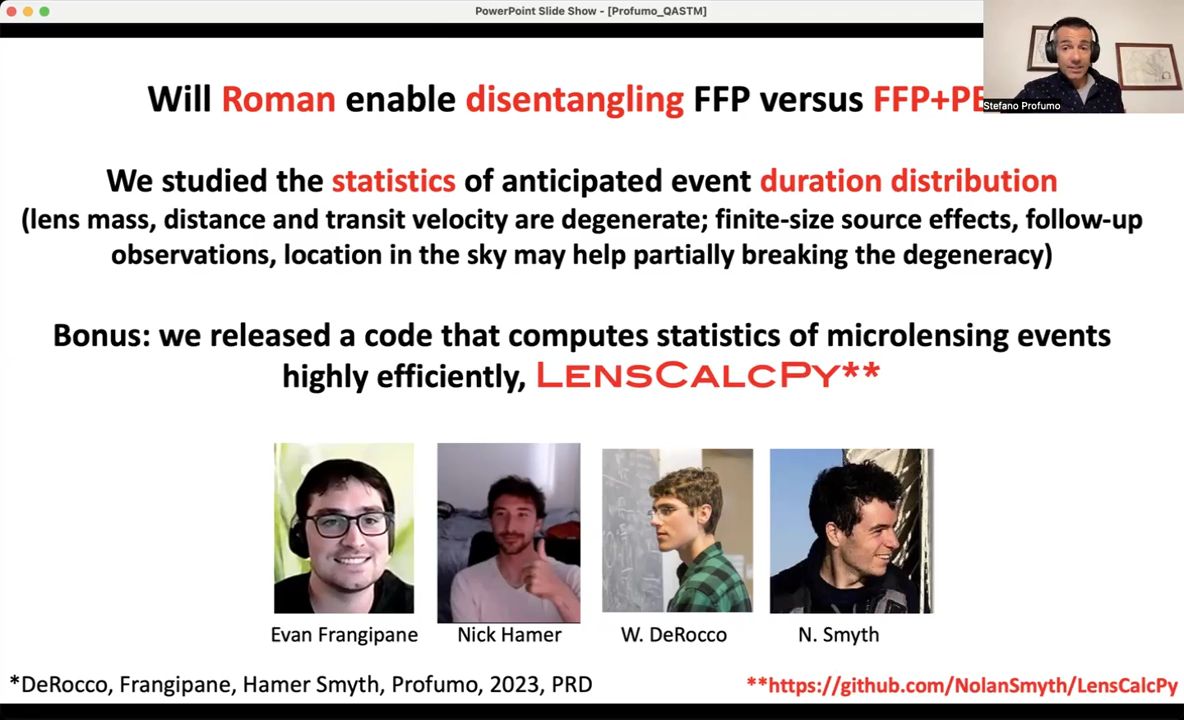 PowerPoint Slide Show - [Profumo_QASTM]
Will Roman enable disentangling FFP versus FFP+PE
Stefano Profumo
We studied the statistics of anticipated event duration distribution
(lens mass, distance and transit velocity are degenerate; finite-size source effects, follow-up
observations, location in the sky may help partially breaking the degeneracy)
Bonus: we released a code that computes statistics of microlensing events
highly efficiently, LENSCALCPY**
Evan Frangipane
Nick Hamer
W. DeRocco
N. Smyth
*DeRocco, Frangipane, Hamer Smyth, Profumo, 2023, PRD
**https://github.com/NolanSmyth/LensCalcPy